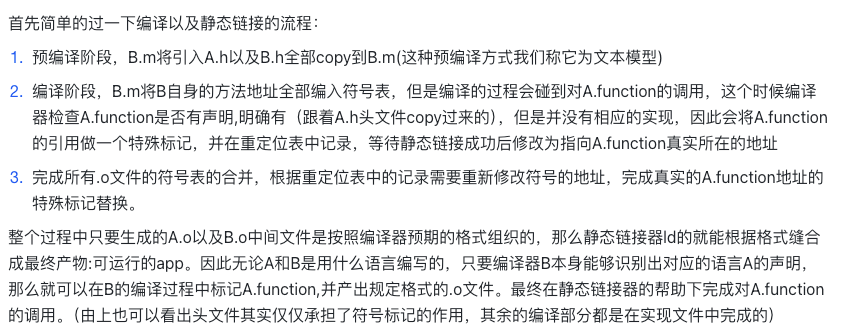 首先简单的过一下编译以及静态链接的流程：
1. 预编译阶段，B.m将引入A.h以及B.h全部copy到B.m(这种预编译方式我们称它为文本模型)
2. 编译阶段，B.m将B自身的方法地址全部编入符号表，但是编译的过程会碰到对A.function的调用，这个时候编译
器检查A.function是否有声明,明确有（跟着A.h头文件copy过来的），但是并没有相应的实现，因此会将A.function
的引用做一个特殊标记，并在重定位表中记录，等待静态链接成功后修改为指向A.function真实所在的地址
3. 完成所有.o文件的符号表的合并，根据重定位表中的记录需要重新修改符号的地址，完成真实的A.function地址的
特殊标记替换。
整个过程中只要生成的A.o以及B.o中间文件是按照编译器预期的格式组织的，那么静态链接器ld的就能根据格式缝合
成最终产物:可运行的app。因此无论A和B是用什么语言编写的，只要编译器B本身能够识别出对应的语言A的声明，
那么就可以在B的编译过程中标记A.function,并产出规定格式的.o文件。最终在静态链接器的帮助下完成对A.function
的调用。（由上也可以看出头文件其实仅仅承担了符号标记的作用，其余的编译部分都是在实现文件中完成的）